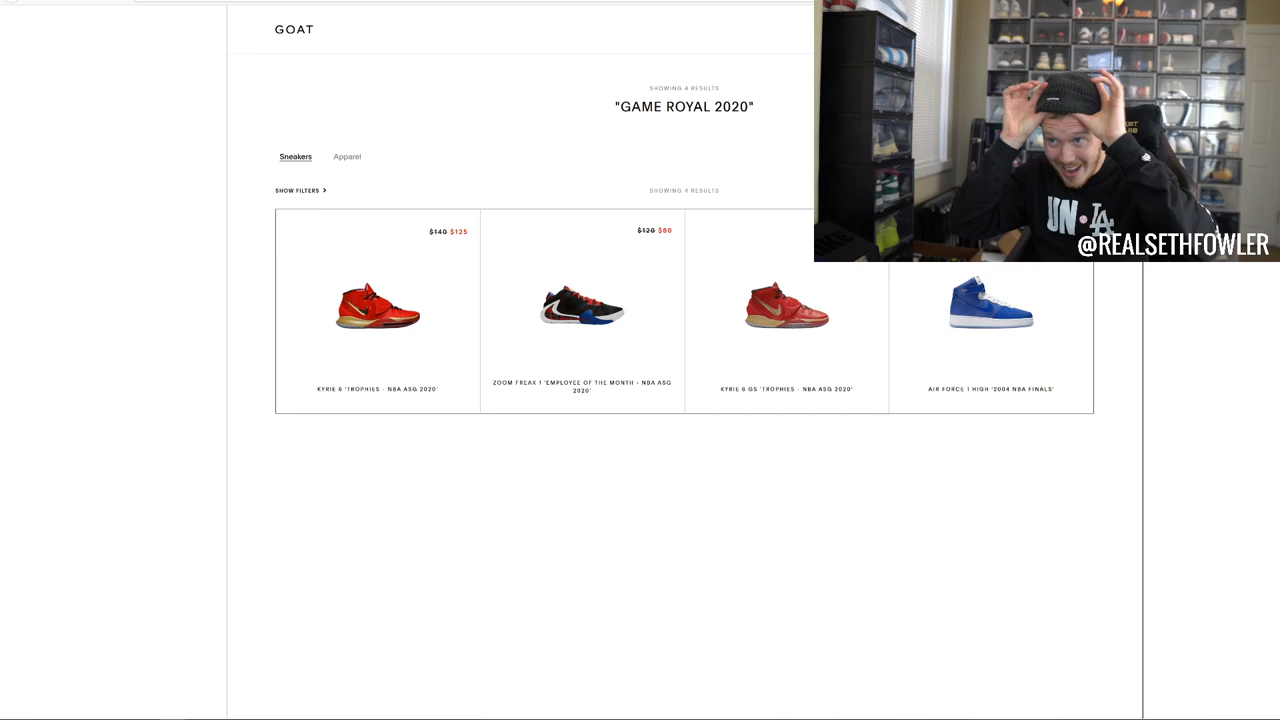 GOAT
SHOWING 4 RESULTS
"GAME ROYAL 2020"
Sneakers
Apparel
SHOW FILTERS
SHOWING 4 RESULTS
$140 $125
$120 $80
KYRIE 6 'TROPHIES - NBA ASG 2020'
ZOOM FREAK 1 'EMPLOYEE OF THE MONTH - NBA ASG
2020'
KYRIE 6 GS 'TROPHIES - NBA ASG 2020'
AIR FORCE 1 HIGH '2004 NBA FINALS'
UN LA
@REALSETHFOWLER